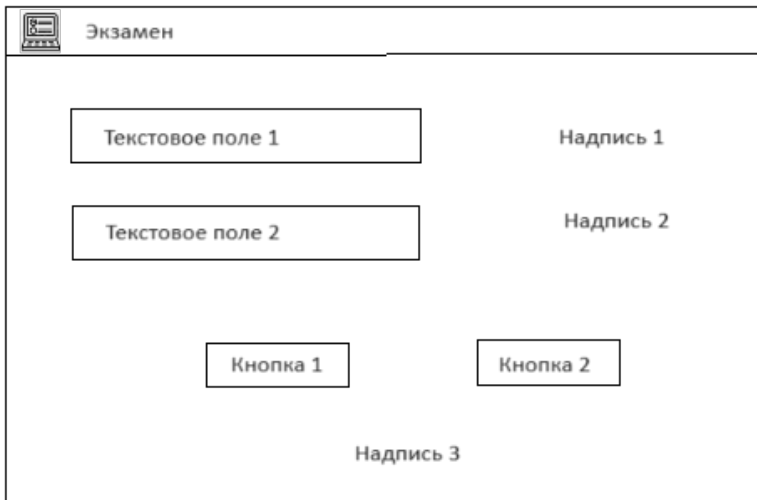 Экзамен
Текстовое поле 1
Надпись 1
Текстовое поле 2
Надпись 2
Кнопка 1
Кнопка 2
Надпись 3